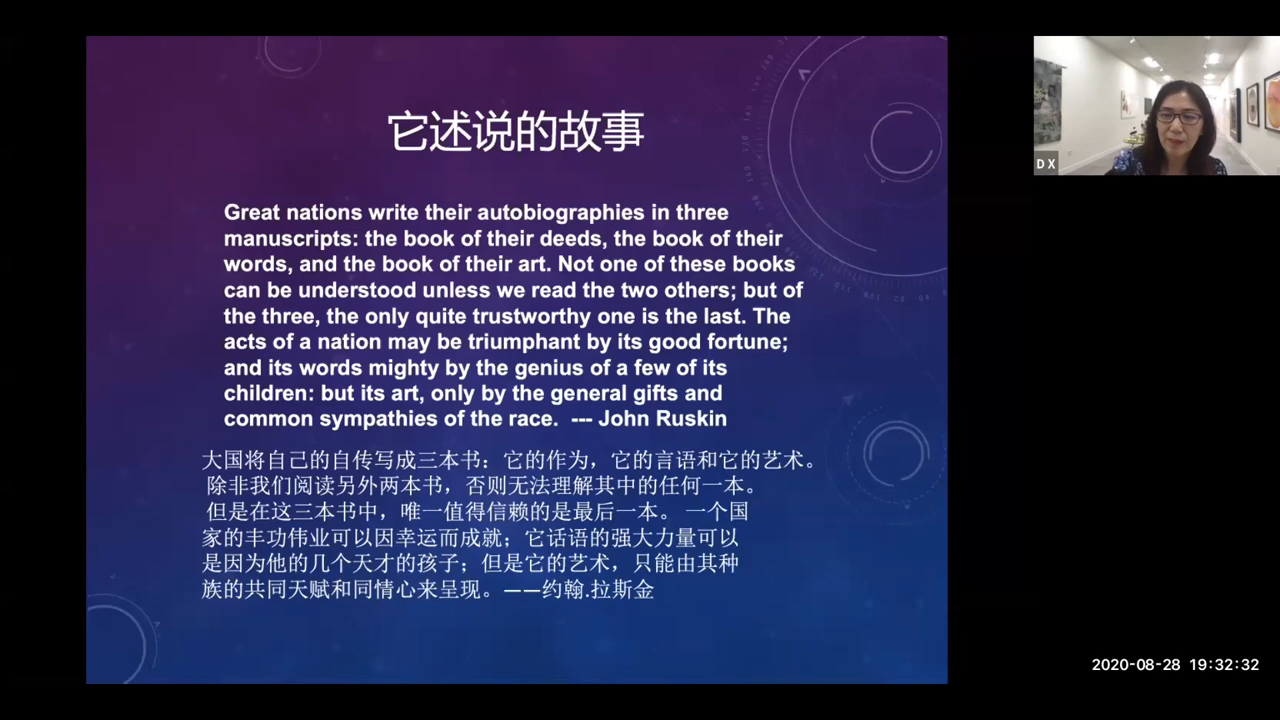 它述说的故事
Great nations write their autobiographies in three
manuscripts: the book of their deeds, the book of their
words, and the book of their art. Not one of these books
can be understood unless we read the two others; but of
the three, the only quite trustworthy one is the last. The
acts of a nation may be triumphant by its good fortune;
and its words mighty by the genius of a few of its
children: but its art, only by the general gifts and
common sympathies of the race. --- John Ruskin
大国将自己的自传写成三本书：它的作为，它的言语和它的艺术。
除非我们阅读另外两本书，否则无法理解其中的任何一本。
但是在这三本书中，唯一值得信赖的是最后一本。 一个国
家的丰功伟业可以因幸运而成就；它话语的强大力量可以
是因为他的几个天才的孩子；但是它的艺术，只能由其种
族的共同天赋和同情心来呈现。——约翰.拉斯金
D X
2020-08-28 19:32:32